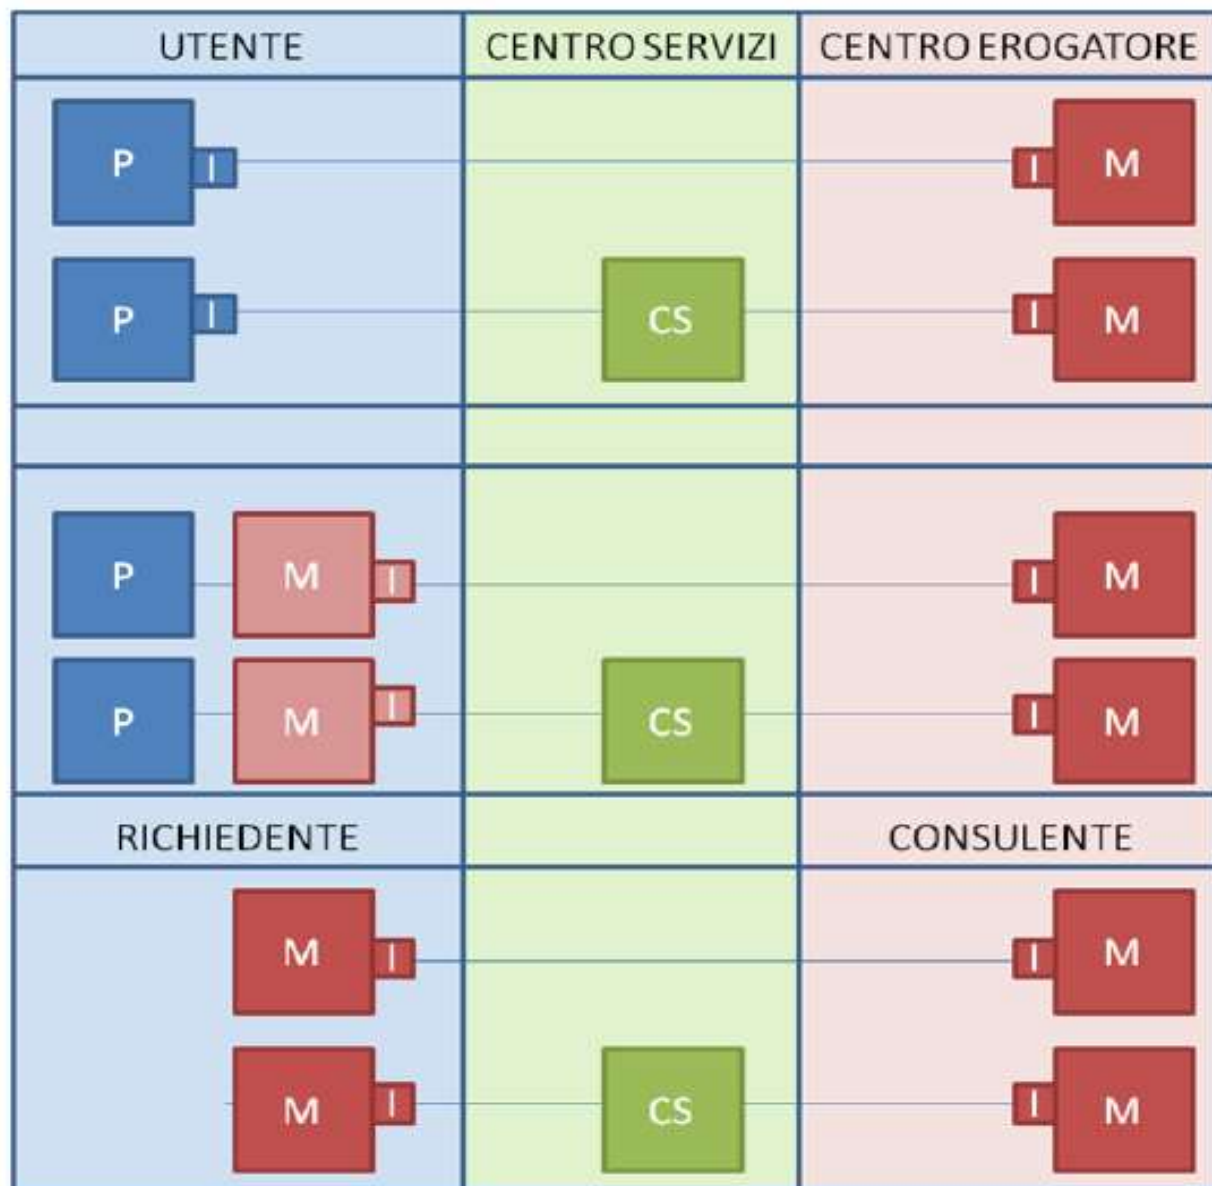 UTENTE CENTRO SERVIZI CENTRO EROGATORE
P I I M
P I CS I M
P M I I M
P M I CS I M
RICHIEDENTE CONSULENTE
M I I M
M I CS I M